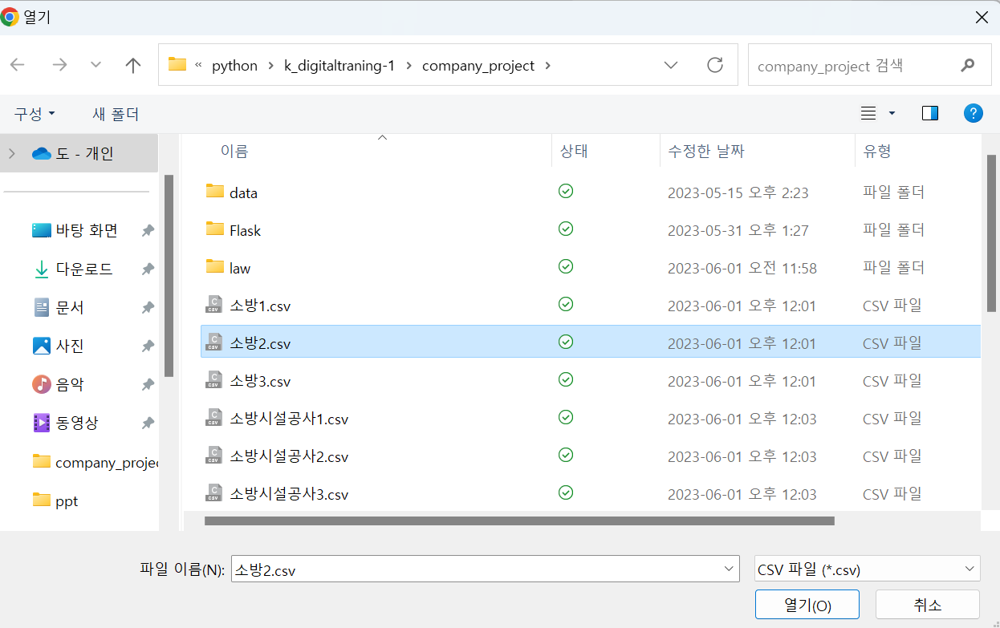 열기
« python › k_digitaltraning-1 › company_project ›
company_project 검색
구성
새 폴더
?
도 - 개인
바탕 화면
다운로드
문서
사진
음악
동영상
company_projec
ppt
이름 상태 수정한 날짜 유형
data 2023-05-15 오후 2:23 파일 폴더
Flask 2023-05-31 오후 1:27 파일 폴더
law 2023-06-01 오전 11:58 파일 폴더
소방1.csv 2023-06-01 오후 12:01 CSV 파일
소방2.csv 2023-06-01 오후 12:01 CSV 파일
소방3.csv 2023-06-01 오후 12:01 CSV 파일
소방시설공사1.csv 2023-06-01 오후 12:03 CSV 파일
소방시설공사2.csv 2023-06-01 오후 12:03 CSV 파일
소방시설공사3.csv 2023-06-01 오후 12:03 CSV 파일
파일 이름(N): 소방2.csv
CSV 파일 (*.csv)
열기(O) 취소